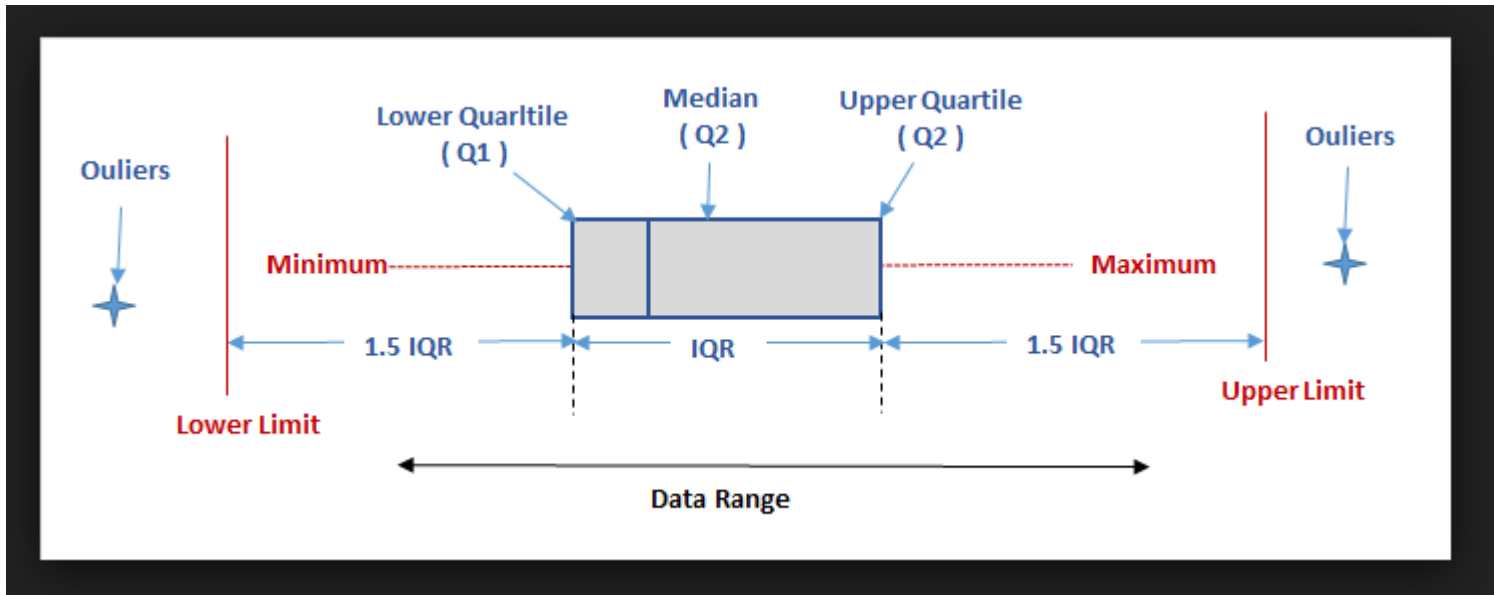 Median
Upper Quartile
Lower Quarltile
( Q2 )
( Q2 )
Ouliers
( Q1 )
Ouliers
Minimum
Maximum
1.5 IQR
IQR
1.5 IQR
Upper Limit
Lower Limit
Data Range